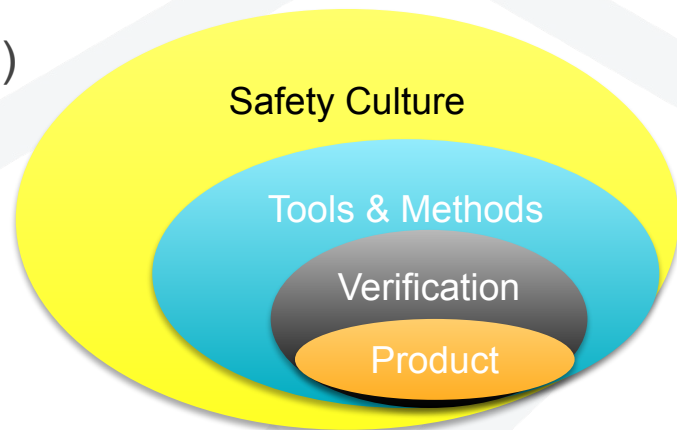 )
Safety Culture
Tools & Methods
Verification
Product